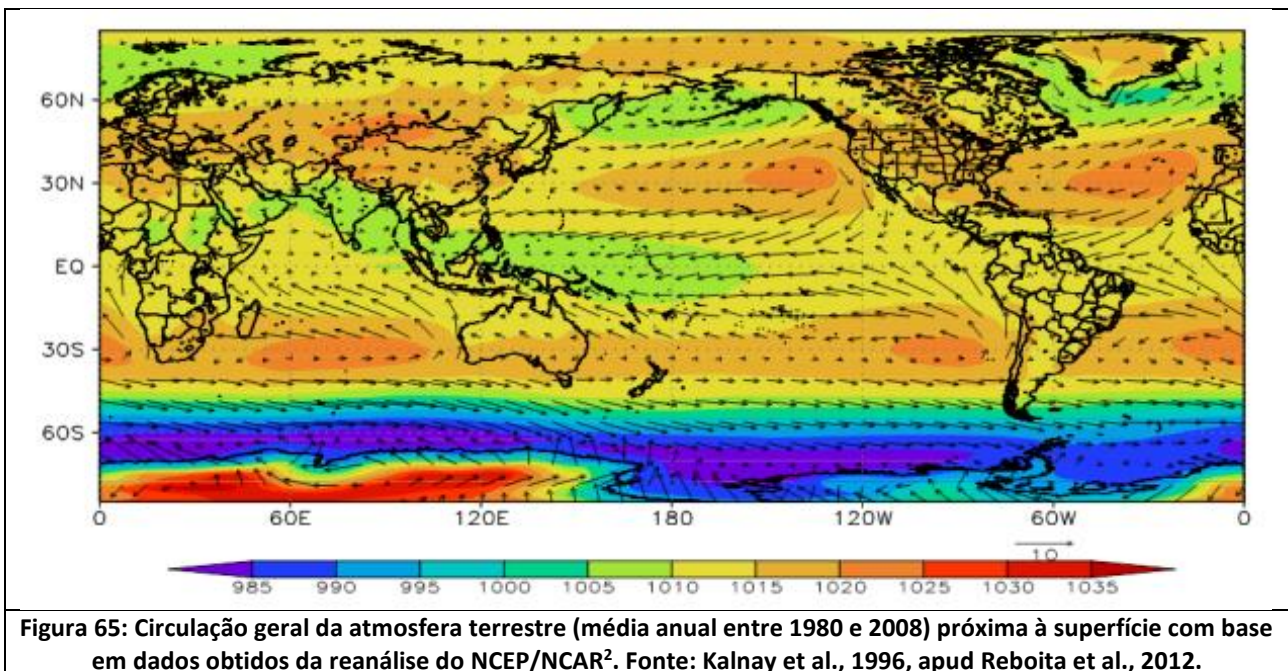 60N
30N
EQ
30S
60S
0 60E 120E 180 120W 60W 0
10
985 990 995 1000 1005 1010 1015 1020 1025 1030 1035
Figura 65: Circulação geral da atmosfera terrestre (média anual entre 1980 e 2008) próxima à superfície com base
em dados obtidos da reanálise do NCEP/NCAR². Fonte: Kalnay et al., 1996, apud Reboita et al., 2012.